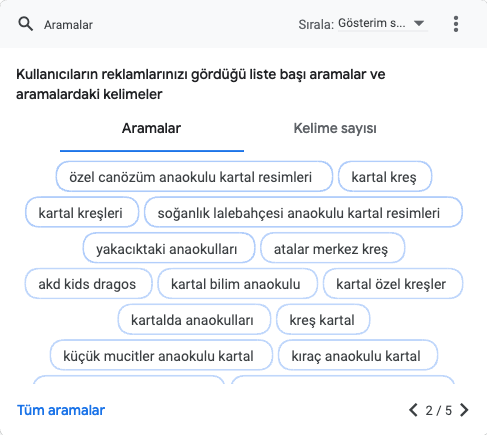 Aramalar
Sırala: Gösterim s...
Kullanıcıların reklamlarınızı gördüğü liste başı aramalar ve
aramalardaki kelimeler
Aramalar Kelime sayısı
özel canözüm anaokulu kartal resimleri kartal kreş
kartal kreşleri soğanlık lalebahçesi anaokulu kartal resimleri
yakacıktaki anaokulları atalar merkez kreş
akd kids dragos kartal bilim anaokulu kartal özel kreşler
kartalda anaokulları kreş kartal
küçük mucitler anaokulu kartal kıraç anaokulu kartal
Tüm aramalar 2 / 5